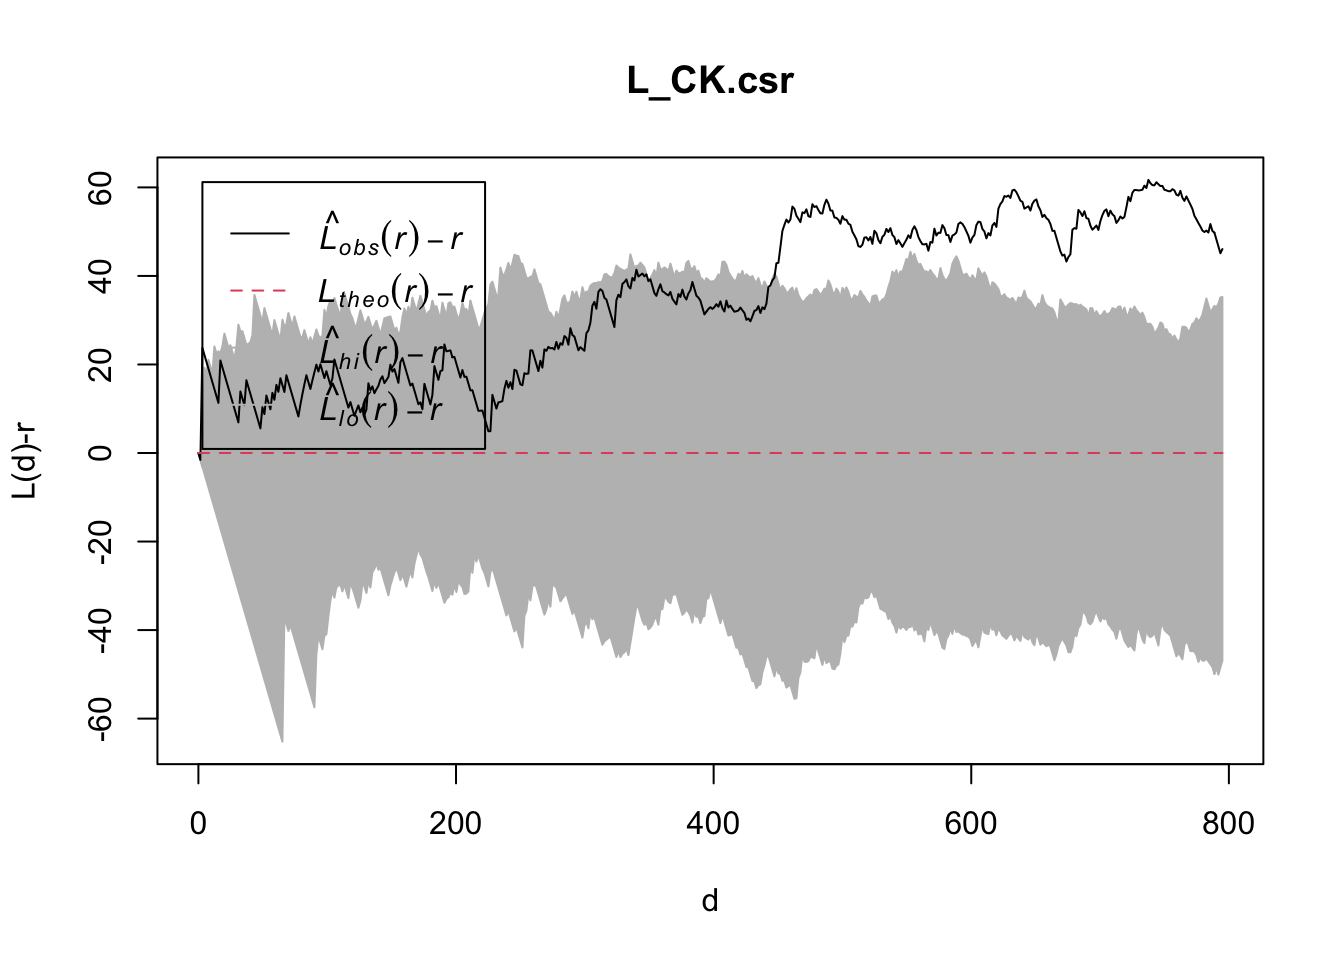 L_CK.csr
L̂obs(r) − r
Ltheo(r) − r
L̂hi(r) − r
L̂lo(r) − r
L(d)-r
60
40
20
0
-20
-40
-60
0 200 400 600 800
d